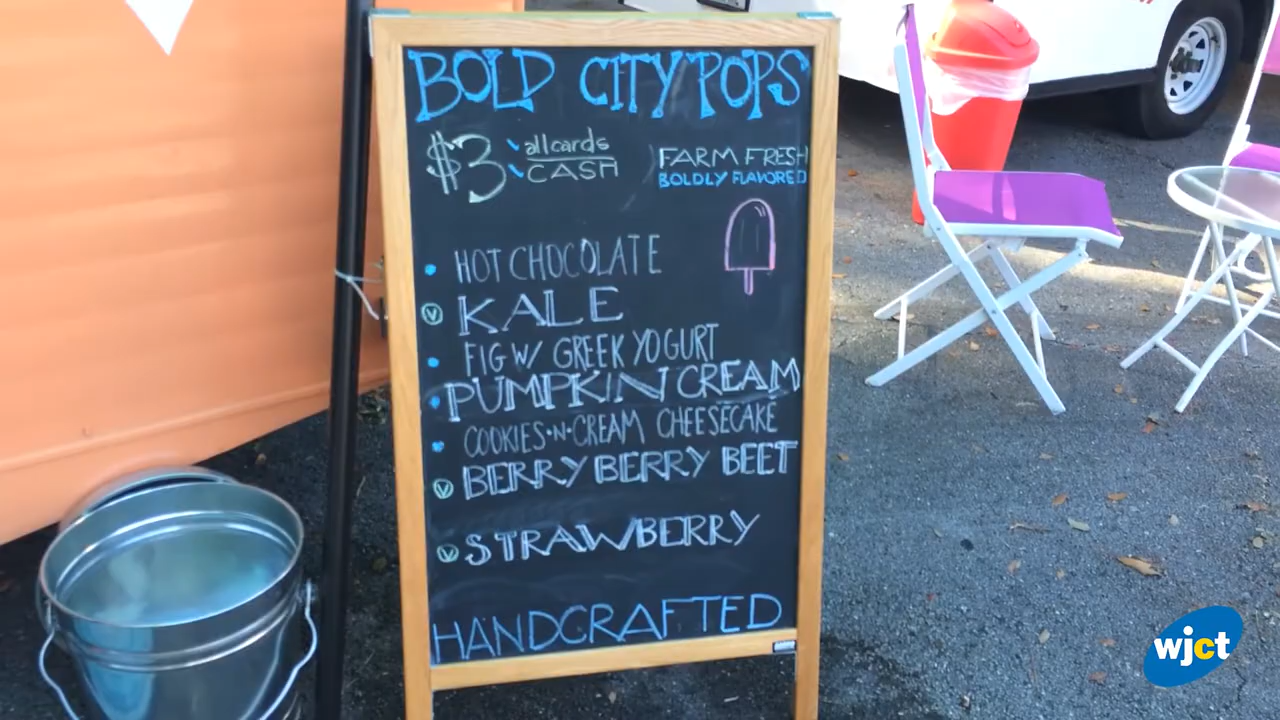 BOLD CITY POPS
$3 allcards
CASH
FARM FRESH
BOLDLY FLAVORED
• HOT CHOCOLATE
Ⓥ KALE
• FIG W/ GREEK YOGURT
• PUMPKIN CREAM
• COOKIES•N•CREAM CHEESECAKE
Ⓥ BERRY BERRY BEET
Ⓥ STRAWBERRY
HANDCRAFTED
wjct